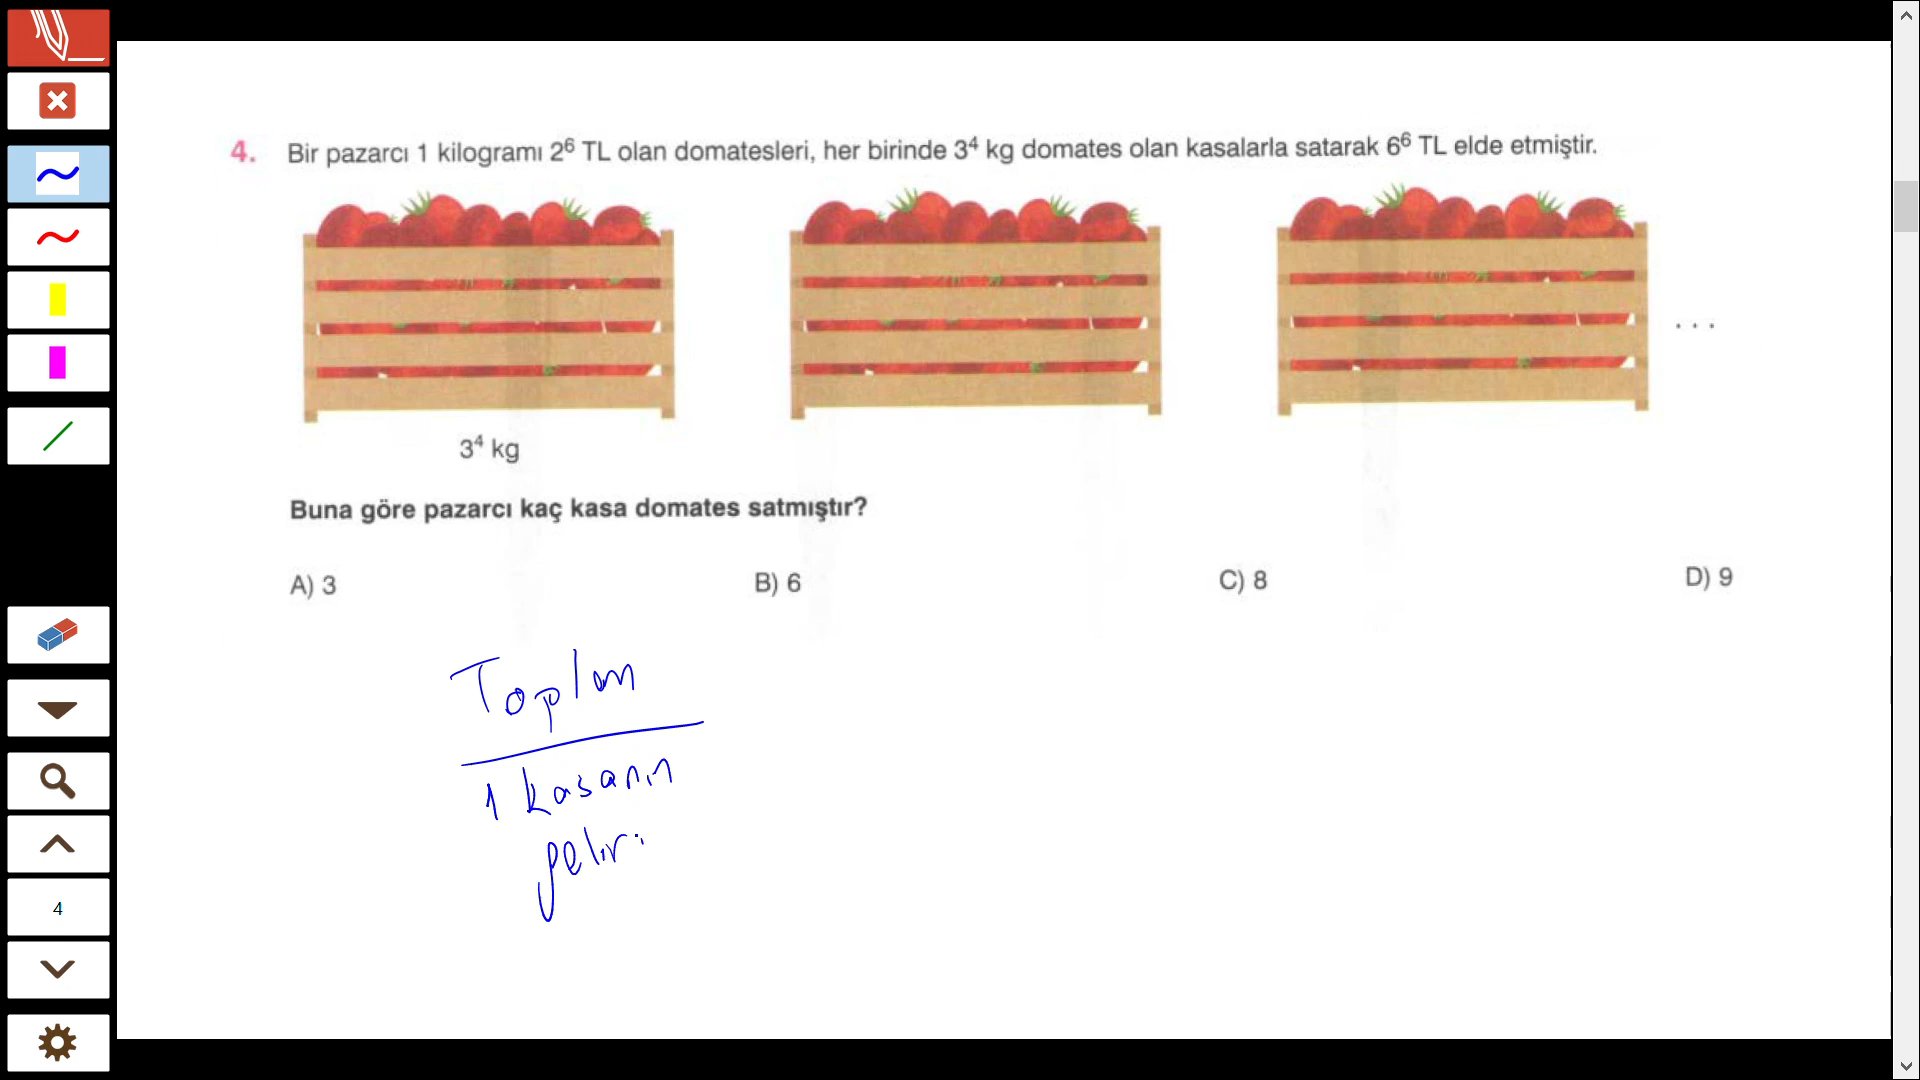 4. Bir pazarcı 1 kilogramı 2⁶ TL olan domatesleri, her birinde 3⁴ kg domates olan kasalarla satarak 6⁶ TL elde etmiştir.
. . .
3⁴ kg
Buna göre pazarcı kaç kasa domates satmıştır?
A) 3 B) 6 C) 8 D) 9
Toplam
1 kasanın
geliri
4